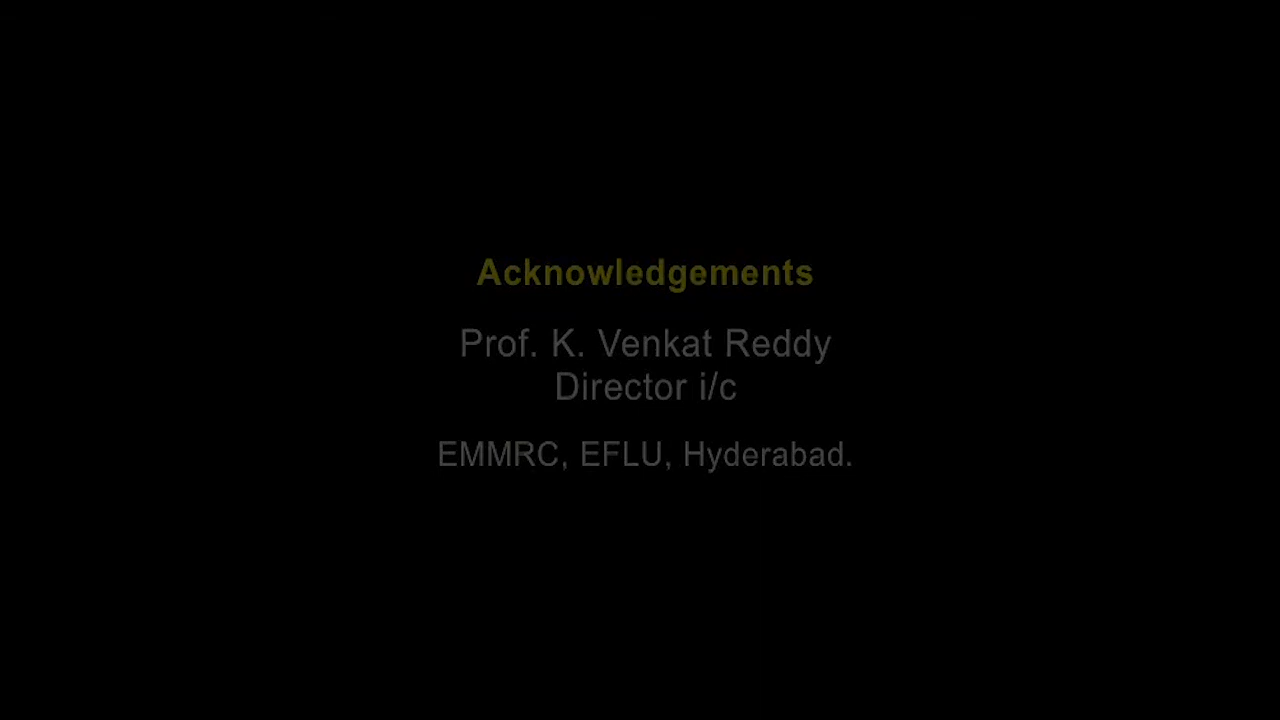 Acknowledgements
Prof. K. Venkat Reddy
Director i/c
EMMRC, EFLU, Hyderabad.